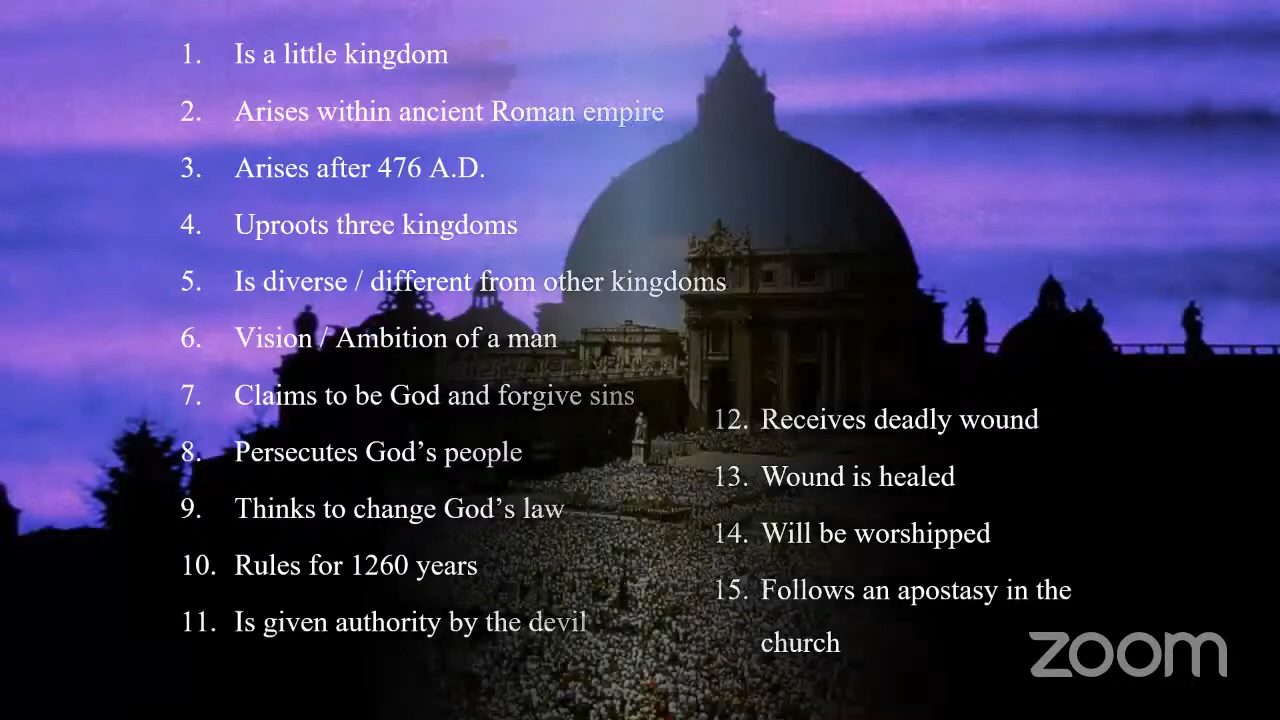 1. Is a little kingdom
2. Arises within ancient Roman empire
3. Arises after 476 A.D.
4. Uproots three kingdoms
5. Is diverse / different from other kingdoms
6. Vision / Ambition of a man
7. Claims to be God and forgive sins
8. Persecutes God’s people
9. Thinks to change God’s law
10. Rules for 1260 years
11. Is given authority by the devil
12. Receives deadly wound
13. Wound is healed
14. Will be worshipped
15. Follows an apostasy in the
church
zoom